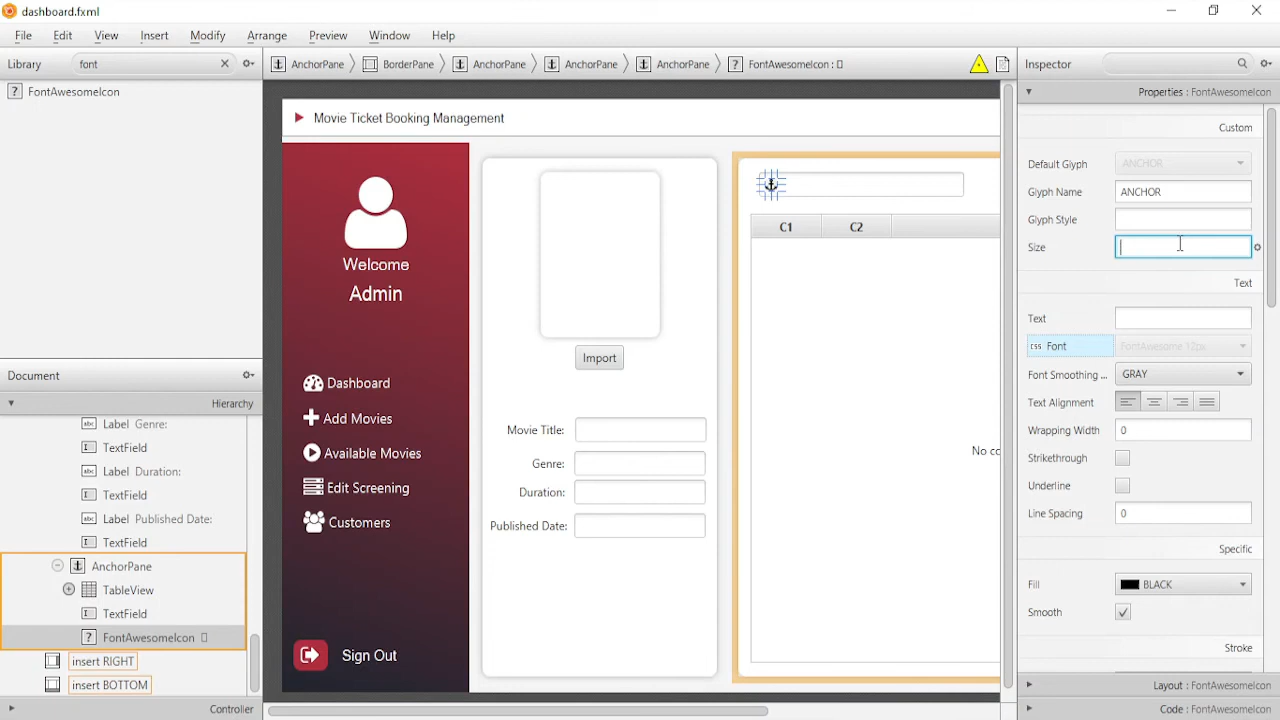 dashboard.fxml
File Edit View Insert Modify Arrange Preview Window Help
Library font
FontAwesomeIcon
AnchorPane BorderPane AnchorPane AnchorPane AnchorPane FontAwesomeIcon :
Movie Ticket Booking Management
Welcome
Admin
Dashboard
Add Movies
Available Movies
Edit Screening
Customers
Sign Out
Import
Movie Title:
Genre:
Duration:
Published Date:
C1 C2
No co
Document
Hierarchy
Label Genre:
TextField
Label Duration:
TextField
Label Published Date:
TextField
AnchorPane
TableView
TextField
FontAwesomeIcon
insert RIGHT
insert BOTTOM
Controller
Inspector
Properties : FontAwesomeIcon
Custom
Default Glyph ANCHOR
Glyph Name ANCHOR
Glyph Style
Size
Text
Text
css Font FontAwesome 12px
Font Smoothing ... GRAY
Text Alignment
Wrapping Width 0
Strikethrough
Underline
Line Spacing 0
Specific
Fill BLACK
Smooth
Stroke
Layout : FontAwesomeIcon
Code : FontAwesomeIcon